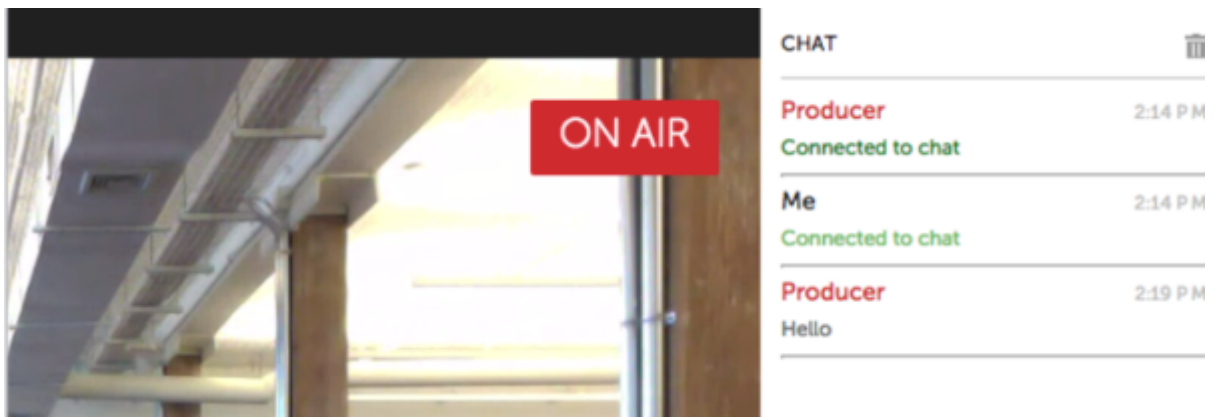 ON AIR
CHAT
Producer 2:14 PM
Connected to chat
Me 2:14 PM
Connected to chat
Producer 2:19 PM
Hello